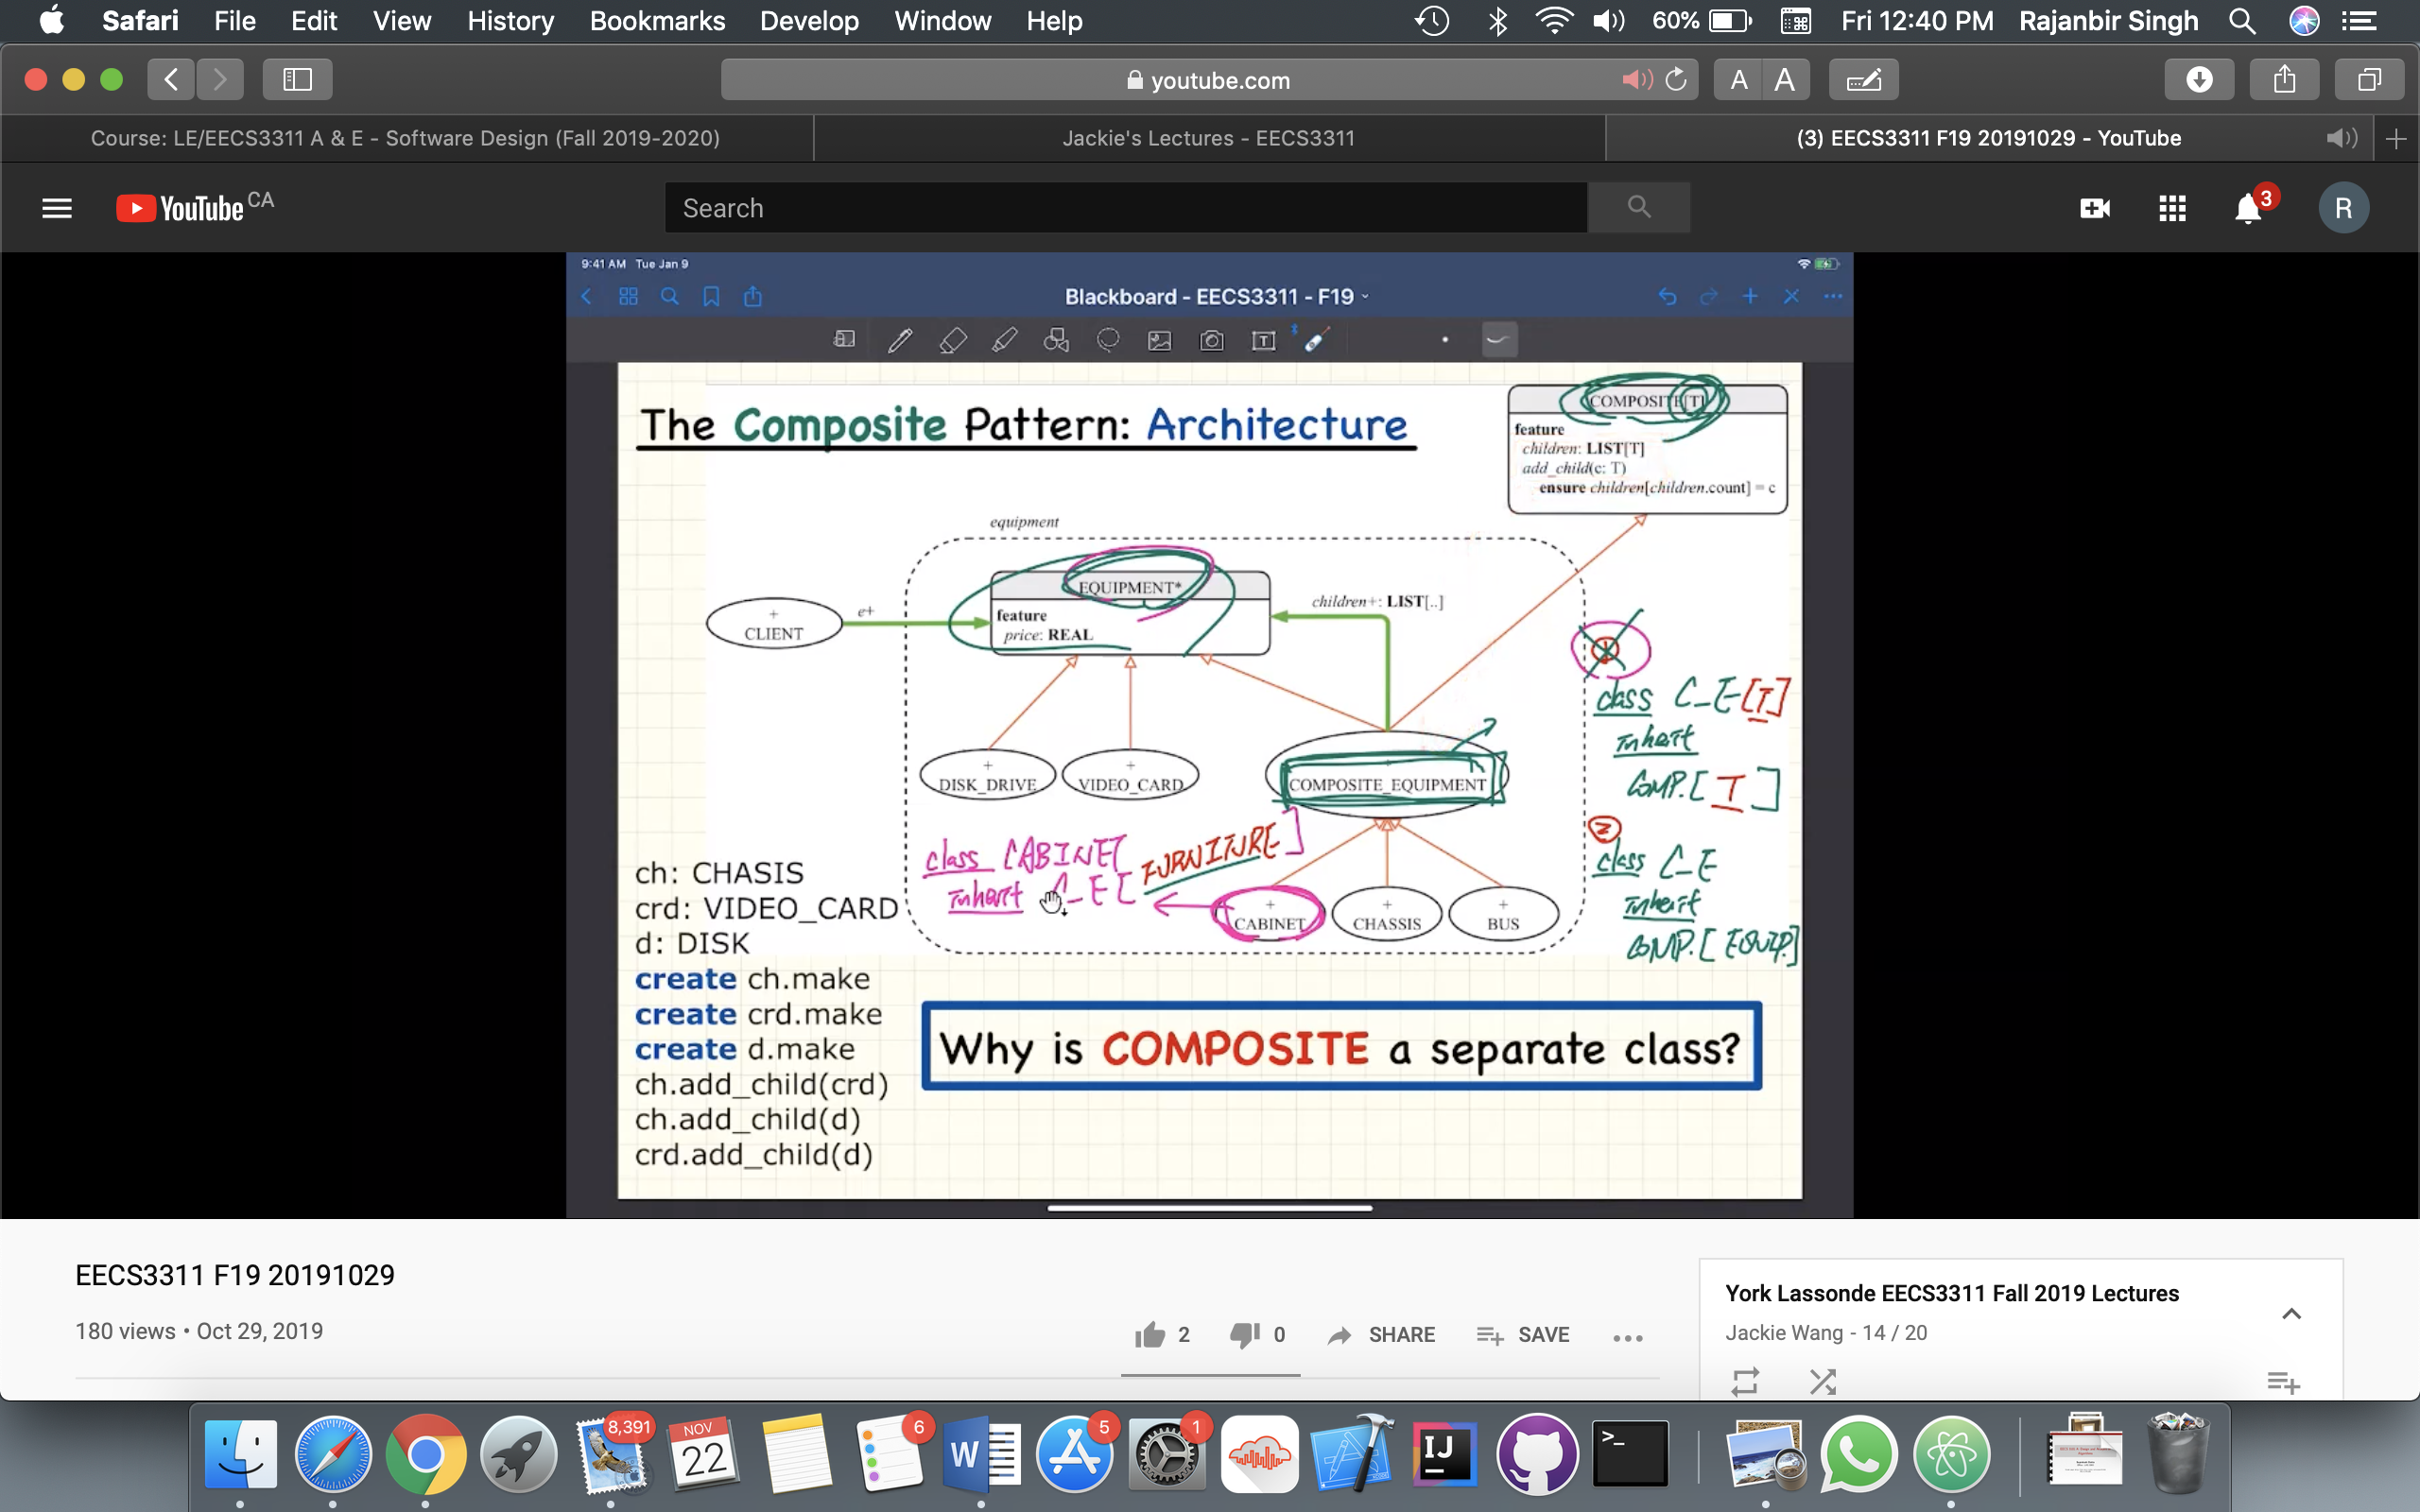 Safari File Edit View History Bookmarks Develop Window Help 60% Fri 12:40 PM Rajanbir Singh
youtube.com A A
Course: LE/EECS3311 A & E - Software Design (Fall 2019-2020) Jackie's Lectures - EECS3311 (3) EECS3311 F19 20191029 - YouTube
YouTube CA Search 3 R
9:41 AM Tue Jan 9
Blackboard - EECS3311 - F19
T
The Composite Pattern: Architecture
COMPOSITE[T]
feature
children: LIST[T]
add_child(c: T)
ensure children[children.count] = c
equipment
EQUIPMENT*
feature
price: REAL
+
CLIENT
e+
children+: LIST[..]
1
class C_E[T]
inherit
COMP.[T]
+
DISK_DRIVE
+
VIDEO_CARD
+
COMPOSITE_EQUIPMENT
2
class C_E
inherit
COMP.[EQUIP]
class CABINET[FURNITURE]
inherit C_E[
+
CABINET
+
CHASSIS
+
BUS
ch: CHASIS
crd: VIDEO_CARD
d: DISK
create ch.make
create crd.make
create d.make
ch.add_child(crd)
ch.add_child(d)
crd.add_child(d)
Why is COMPOSITE a separate class?
EECS3311 F19 20191029
180 views • Oct 29, 2019
2 0 SHARE SAVE
York Lassonde EECS3311 Fall 2019 Lectures
Jackie Wang - 14 / 20
8,391 NOV 22 6 W 5 1 IJ >_